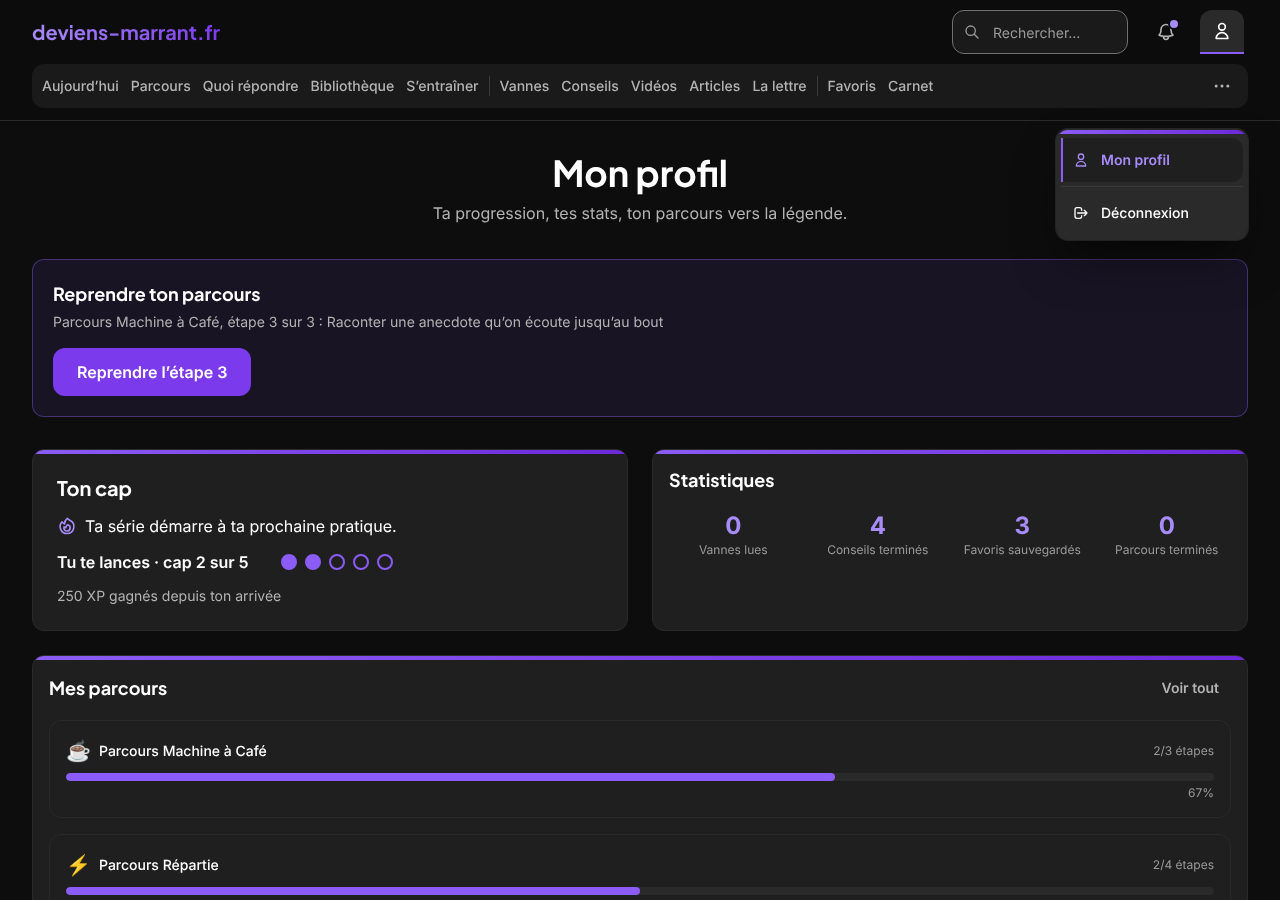 deviens-marrant.fr
Rechercher...
Aujourd’hui Parcours Quoi répondre Bibliothèque S’entraîner Vannes Conseils Vidéos Articles La lettre Favoris Carnet
Mon profil
Déconnexion
Mon profil
Ta progression, tes stats, ton parcours vers la légende.
Reprendre ton parcours
Parcours Machine à Café, étape 3 sur 3 : Raconter une anecdote qu’on écoute jusqu’au bout
Reprendre l’étape 3
Ton cap
Ta série démarre à ta prochaine pratique.
Tu te lances · cap 2 sur 5
250 XP gagnés depuis ton arrivée
Statistiques
0 4 3 0
Vannes lues Conseils terminés Favoris sauvegardés Parcours terminés
Mes parcours Voir tout
Parcours Machine à Café 2/3 étapes
67%
Parcours Répartie 2/4 étapes